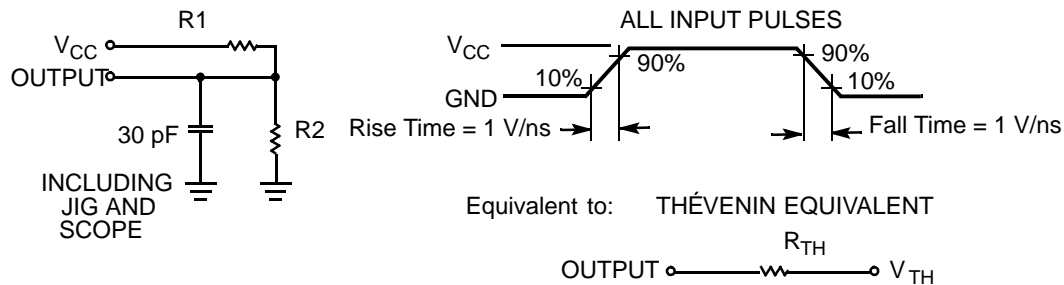 R1
VCC
OUTPUT
30 pF
R2
INCLUDING
JIG AND
SCOPE
ALL INPUT PULSES
VCC
GND
10%
90%
90%
10%
Rise Time = 1 V/ns
Fall Time = 1 V/ns
Equivalent to: THÉVENIN EQUIVALENT
RTH
OUTPUT
VTH